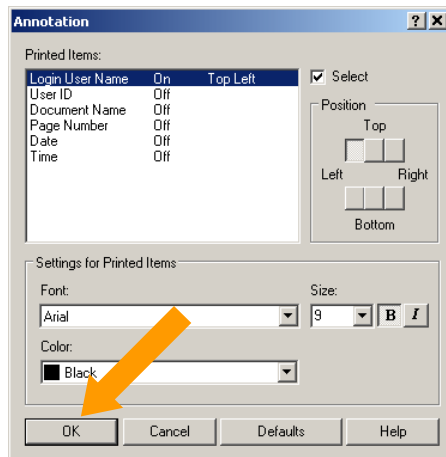 Annotation
Printed Items:
Login User Name On Top Left
User ID Off
Document Name Off
Page Number Off
Date Off
Time Off
Select
Position
Top
Left Right
Bottom
Settings for Printed Items
Font: Size:
Arial 9 B I
Color:
Black
OK Cancel Defaults Help